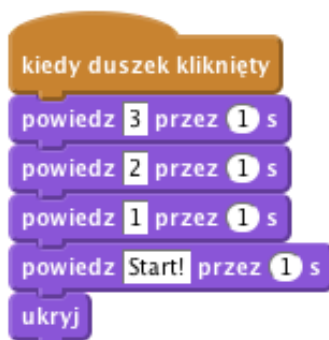 kiedy duszek kliknięty
powiedz 3 przez 1 s
powiedz 2 przez 1 s
powiedz 1 przez 1 s
powiedz Start! przez 1 s
ukryj